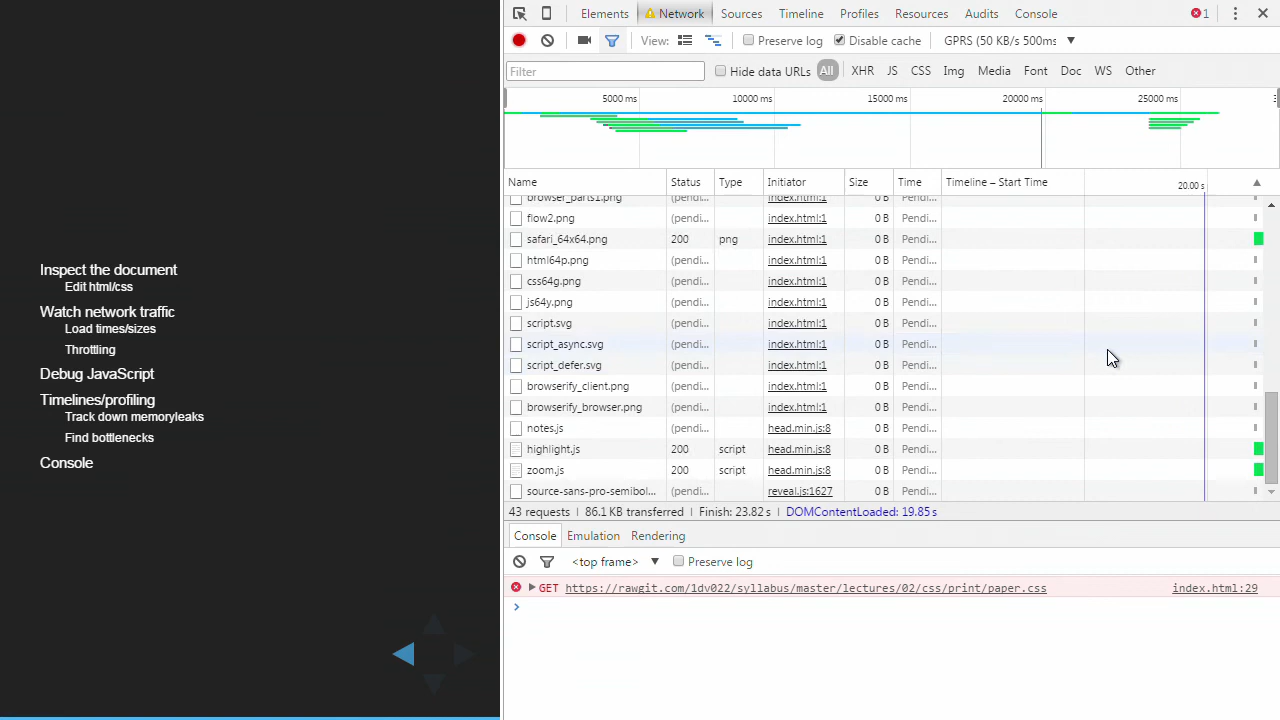 Inspect the document
Edit html/css
Watch network traffic
Load times/sizes
Throttling
Debug JavaScript
Timelines/profiling
Track down memoryleaks
Find bottlenecks
Console
Elements Network Sources Timeline Profiles Resources Audits Console 1
View: Preserve log Disable cache GPRS (50 KB/s 500ms
Filter Hide data URLs All XHR JS CSS Img Media Font Doc WS Other
5000 ms 10000 ms 15000 ms 20000 ms 25000 ms
Name Status Type Initiator Size Time Timeline – Start Time 20.00 s
browser_parts1.png (pendi... index.html:1 0 B Pendi...
flow2.png (pendi... index.html:1 0 B Pendi...
safari_64x64.png 200 png index.html:1 0 B Pendi...
html64p.png (pendi... index.html:1 0 B Pendi...
css64g.png (pendi... index.html:1 0 B Pendi...
js64y.png (pendi... index.html:1 0 B Pendi...
script.svg (pendi... index.html:1 0 B Pendi...
script_async.svg (pendi... index.html:1 0 B Pendi...
script_defer.svg (pendi... index.html:1 0 B Pendi...
browserify_client.png (pendi... index.html:1 0 B Pendi...
browserify_browser.png (pendi... index.html:1 0 B Pendi...
notes.js (pendi... head.min.js:8 0 B Pendi...
highlight.js 200 script head.min.js:8 0 B Pendi...
zoom.js 200 script head.min.js:8 0 B Pendi...
source-sans-pro-semibol... (pendi... reveal.js:1627 0 B Pendi...
43 requests | 86.1 KB transferred | Finish: 23.82 s | DOMContentLoaded: 19.85 s
Console Emulation Rendering
<top frame> Preserve log
GET https://rawgit.com/1dv022/syllabus/master/lectures/02/css/print/paper.css index.html:29